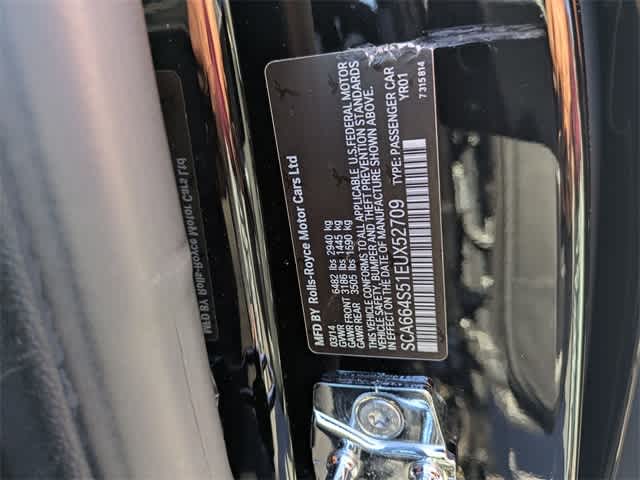 MFD BY Rolls-Royce Motor Cars Ltd
03/14
GVWR 6482 lbs 2940 kg
GAWR FRONT 3186 lbs 1445 kg
GAWR REAR 3505 lbs 1590 kg
THIS VEHICLE CONFORMS TO ALL APPLICABLE U.S. FEDERAL MOTOR
VEHICLE SAFETY, BUMPER AND THEFT PREVENTION STANDARDS
IN EFFECT ON THE DATE OF MANUFACTURE SHOWN ABOVE.
SCA664S51EUX52709 TYPE: PASSENGER CAR
YR01
7315814